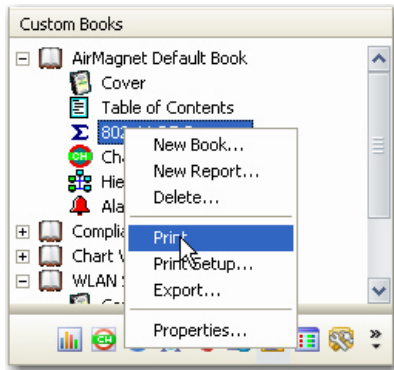 Custom Books
AirMagnet Default Book
Cover
Table of Contents
New Book...
New Report...
Delete...
Print
Print Setup...
Export...
Properties...